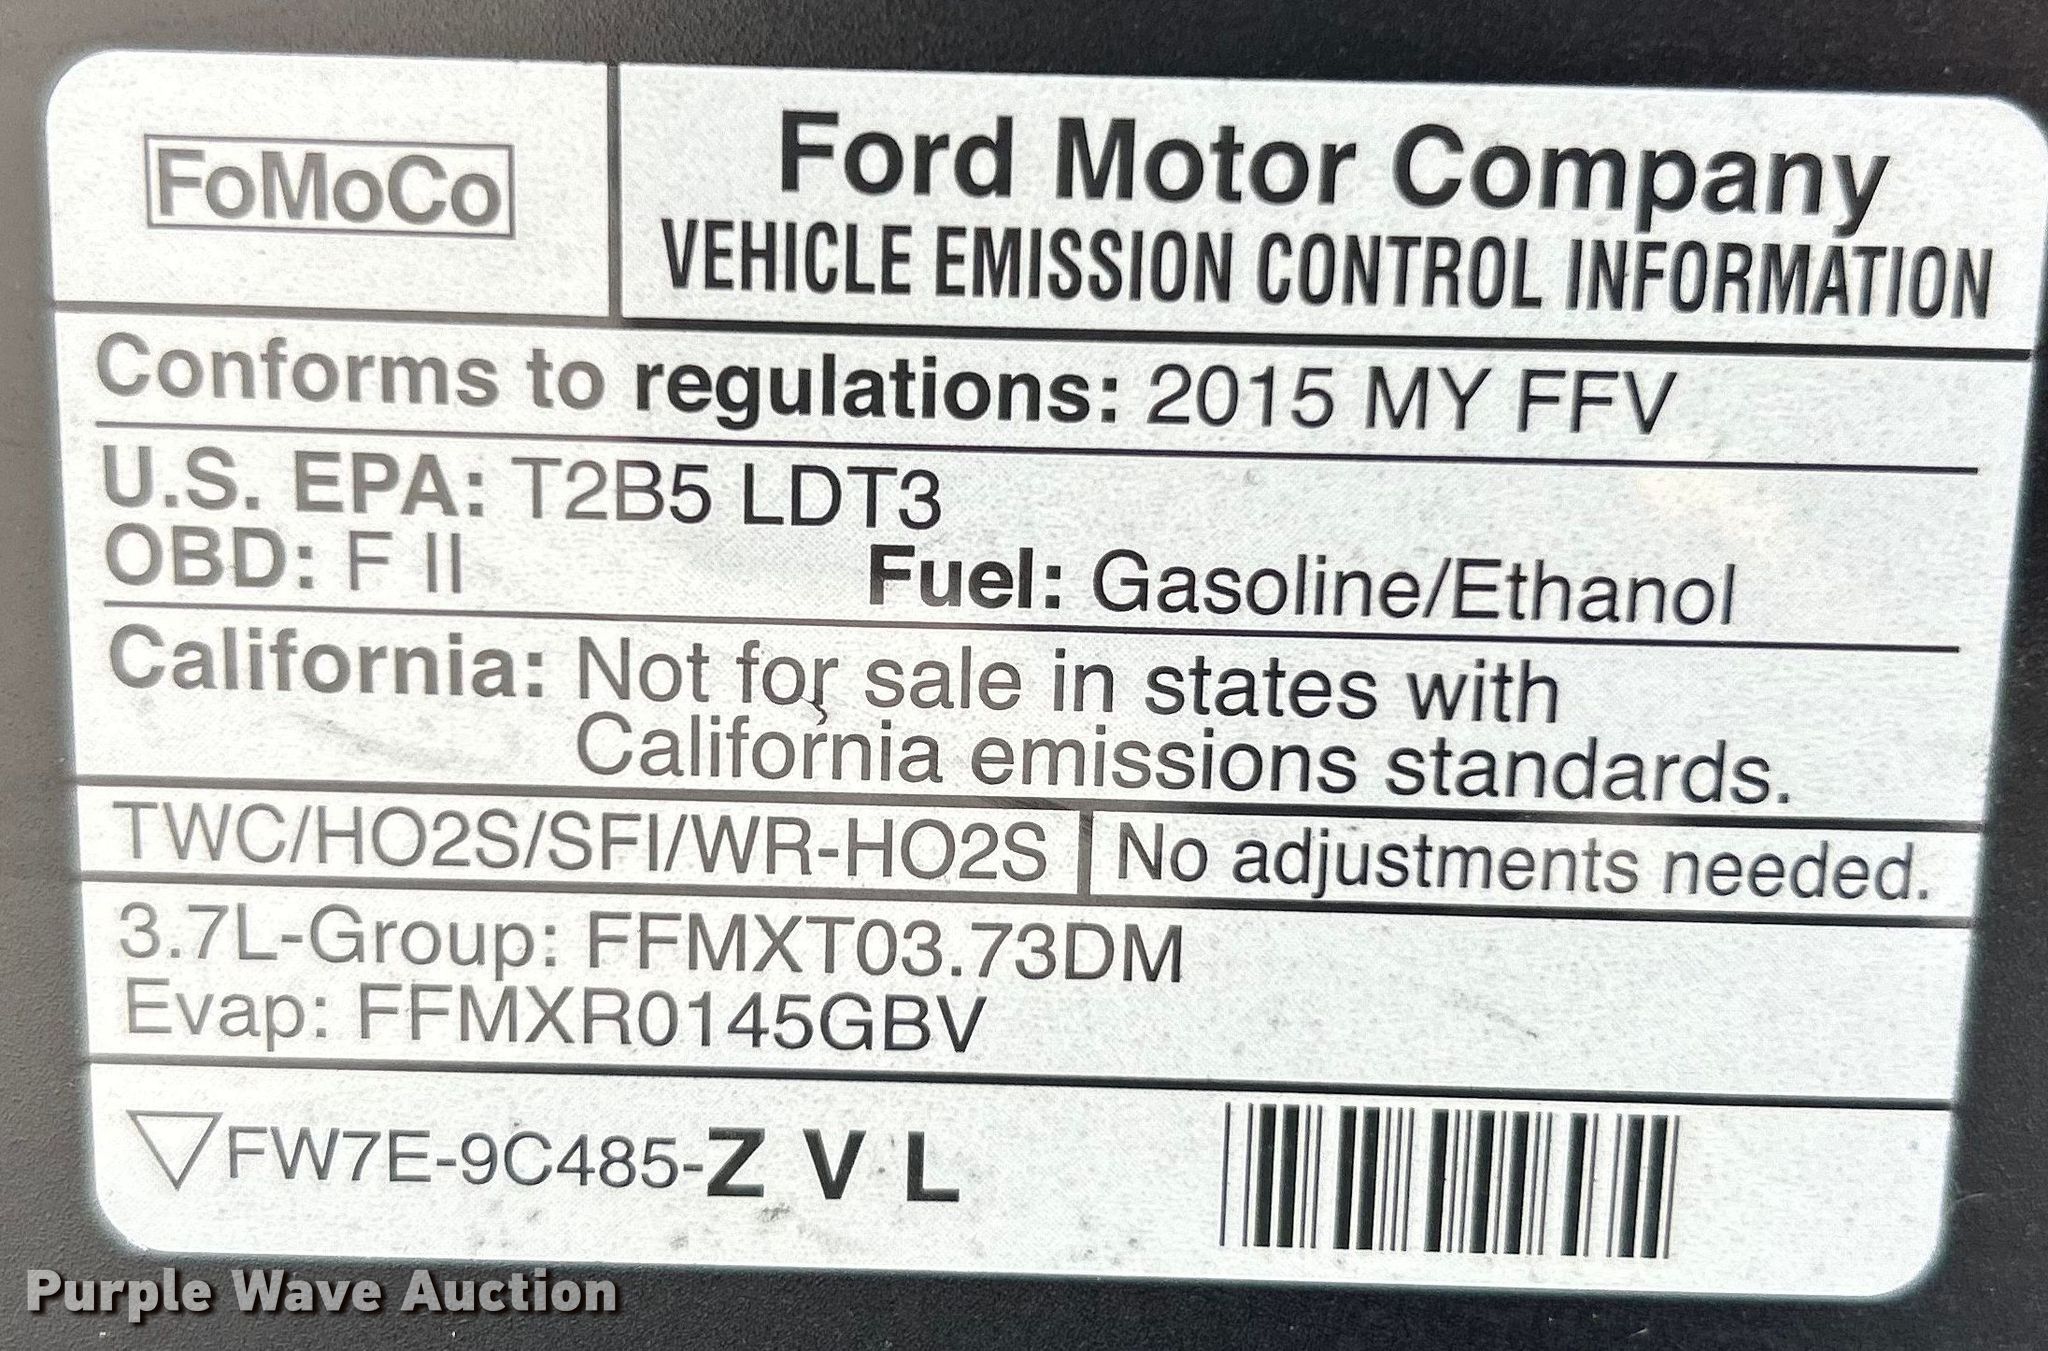 FoMoCo
Ford Motor Company
VEHICLE EMISSION CONTROL INFORMATION
Conforms to regulations: 2015 MY FFV
U.S. EPA: T2B5 LDT3
OBD: F II Fuel: Gasoline/Ethanol
California: Not for sale in states with
California emissions standards.
TWC/HO2S/SFI/WR-HO2S No adjustments needed.
3.7L-Group: FFMXT03.73DM
Evap: FFMXR0145GBV
FW7E-9C485-Z V L
Purple Wave Auction